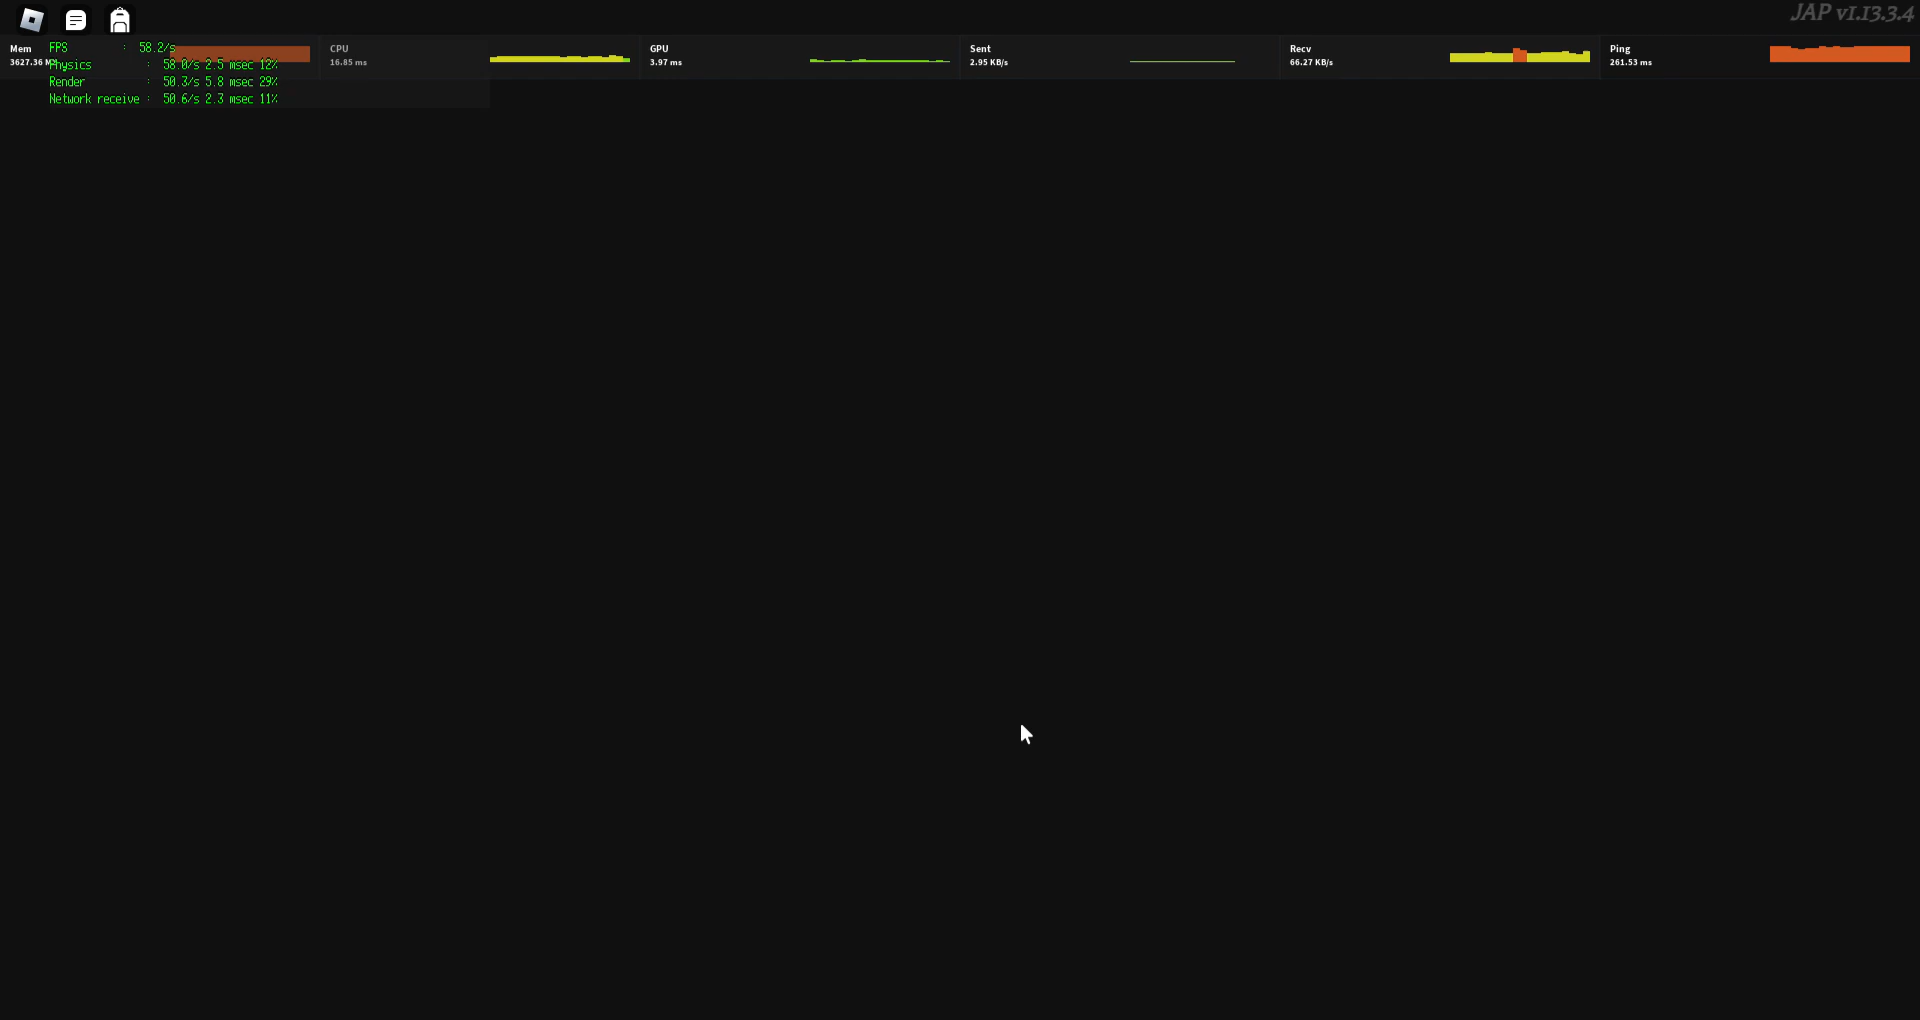 JAP v1.13.3.4
Mem
3627.36 M
FPS : 58.2/s
Physics : 58.0/s 2.5 msec 12%
Render : 50.3/s 5.8 msec 29%
Network receive : 50.6/s 2.3 msec 11%
CPU
16.85 ms
GPU
3.97 ms
Sent
2.95 KB/s
Recv
66.27 KB/s
Ping
261.53 ms